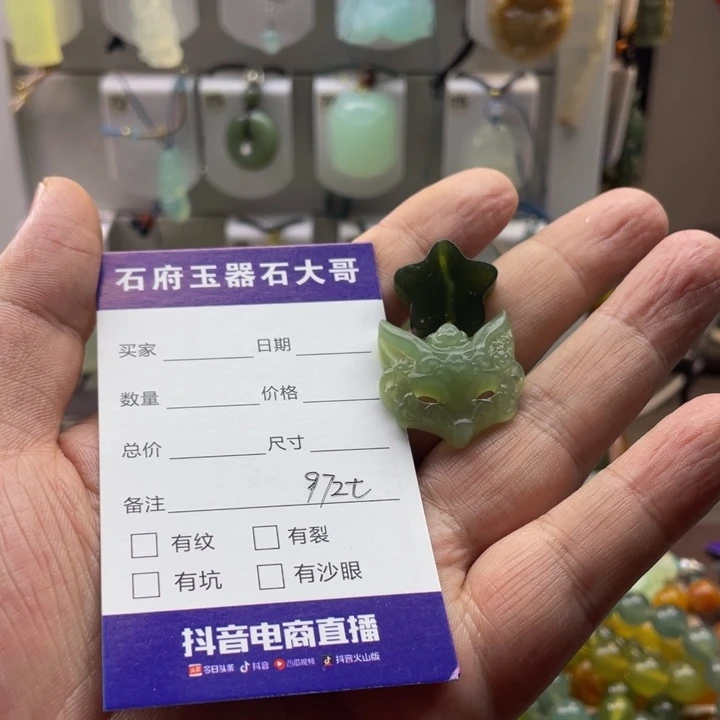 石府玉器石大哥
买家 日期
数量 价格
总价 尺寸
备注 972t
有纹 有裂
有坑 有沙眼
抖音电商直播
头条 今日头条 抖音 西瓜视频 抖音火山版